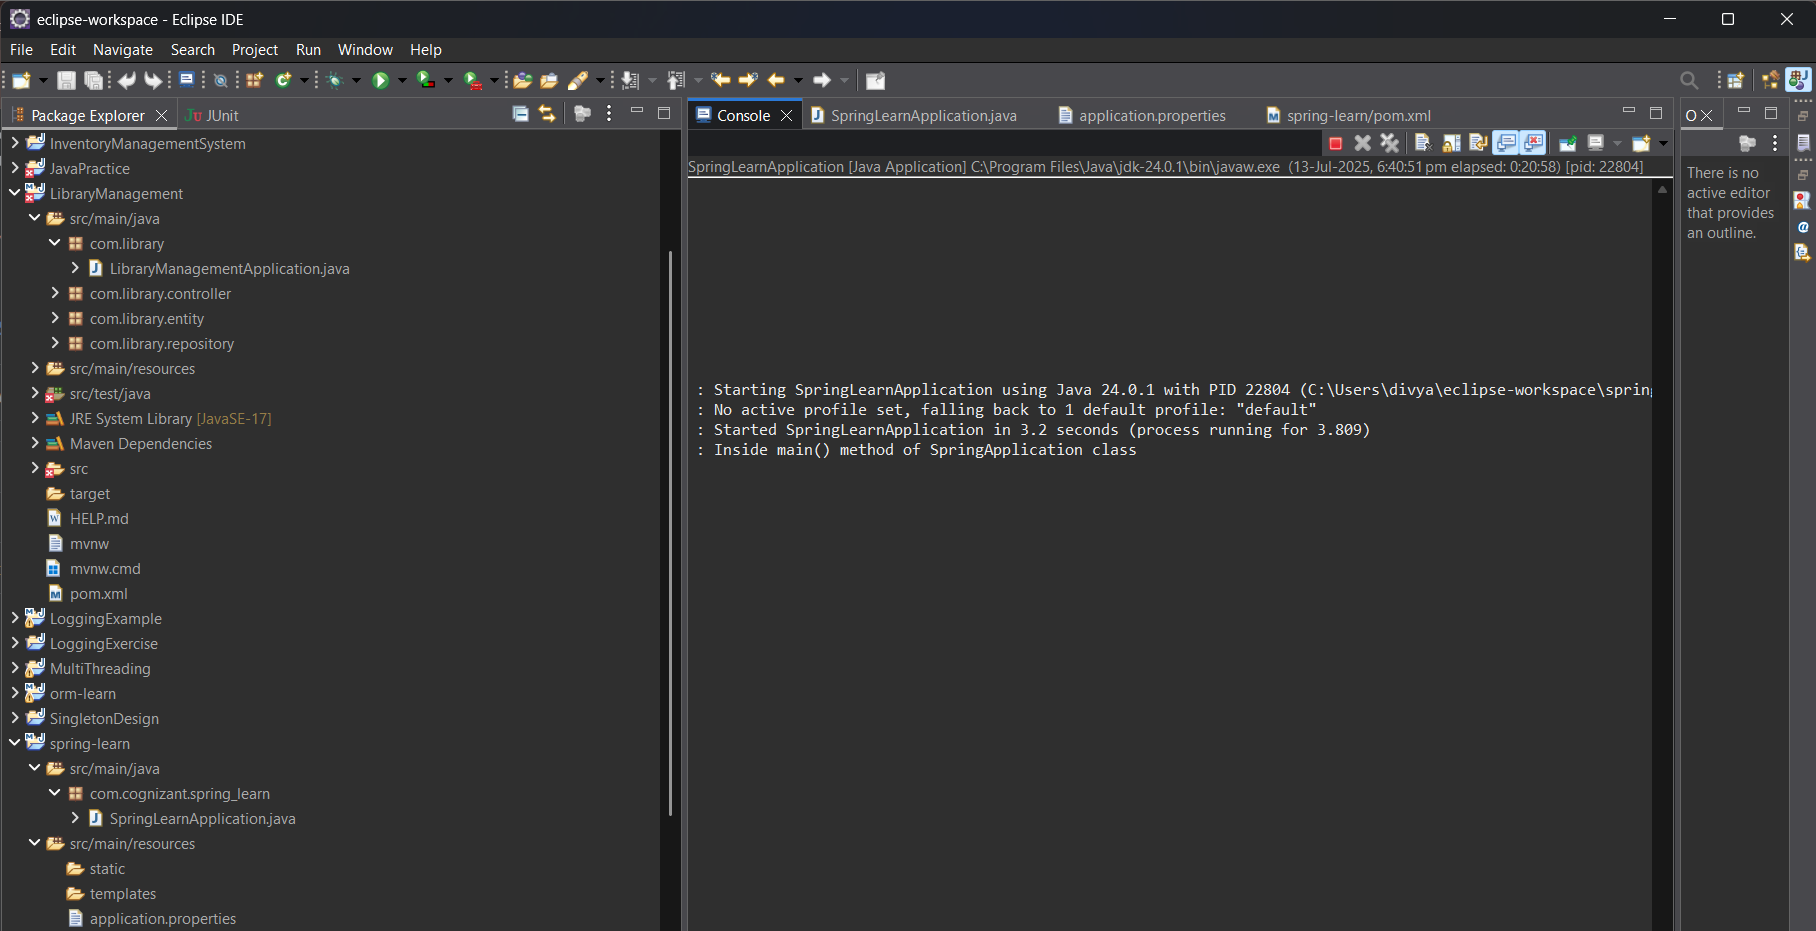 eclipse-workspace - Eclipse IDE
File Edit Navigate Search Project Run Window Help
Package Explorer
JUnit
InventoryManagementSystem
JavaPractice
LibraryManagement
src/main/java
com.library
LibraryManagementApplication.java
com.library.controller
com.library.entity
com.library.repository
src/main/resources
src/test/java
JRE System Library [JavaSE-17]
Maven Dependencies
src
target
HELP.md
mvnw
mvnw.cmd
pom.xml
LoggingExample
LoggingExercise
MultiThreading
orm-learn
SingletonDesign
spring-learn
src/main/java
com.cognizant.spring_learn
SpringLearnApplication.java
src/main/resources
static
templates
application.properties
Console
SpringLearnApplication.java
application.properties
spring-learn/pom.xml
SpringLearnApplication [Java Application] C:\Program Files\Java\jdk-24.0.1\bin\javaw.exe (13-Jul-2025, 6:40:51 pm elapsed: 0:20:58) [pid: 22804]
: Starting SpringLearnApplication using Java 24.0.1 with PID 22804 (C:\Users\divya\eclipse-workspace\spring
: No active profile set, falling back to 1 default profile: "default"
: Started SpringLearnApplication in 3.2 seconds (process running for 3.809)
: Inside main() method of SpringApplication class
O
There is no
active editor
that provides
an outline.